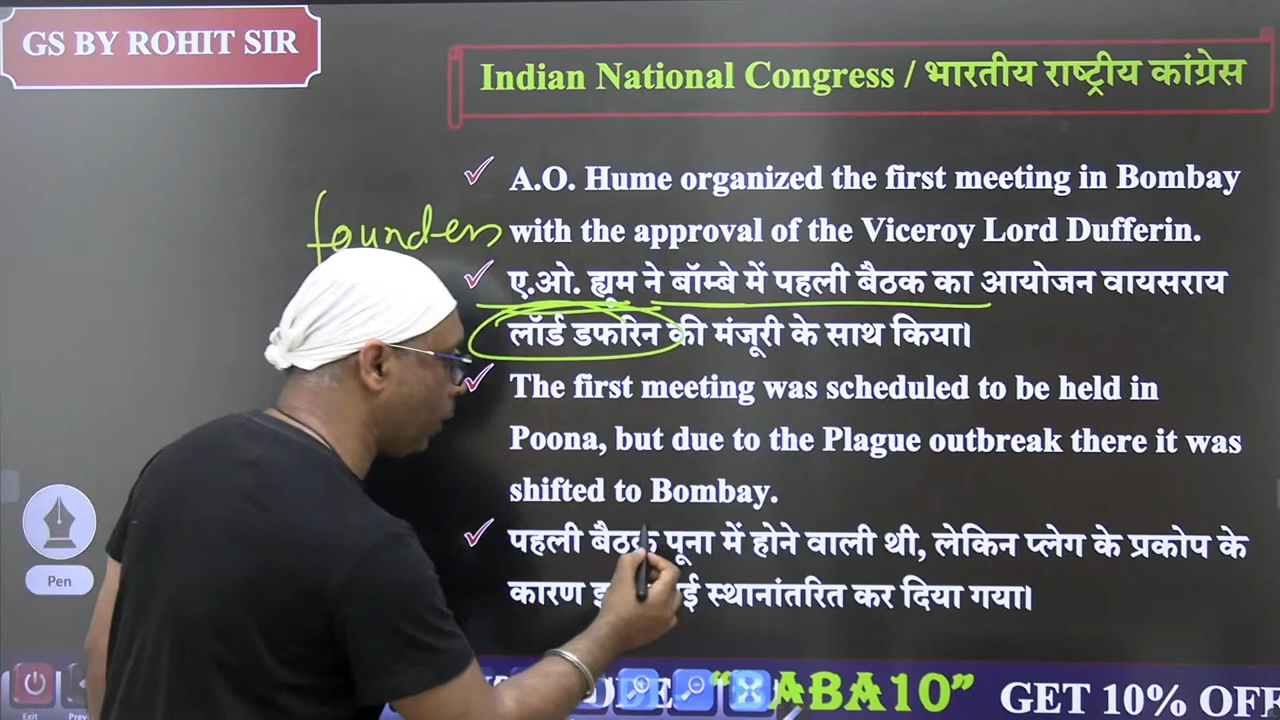 GS BY ROHIT SIR
Indian National Congress / भारतीय राष्ट्रीय कांग्रेस
A.O. Hume organized the first meeting in Bombay
founders with the approval of the Viceroy Lord Dufferin.
ए.ओ. ह्यूम ने बॉम्बे में पहली बैठक का आयोजन वायसराय
लॉर्ड डफरिन की मंजूरी के साथ किया।
The first meeting was scheduled to be held in
Poona, but due to the Plague outbreak there it was
shifted to Bombay.
पहली बैठक पूना में होने वाली थी, लेकिन प्लेग के प्रकोप के
कारण स्थानांतरित कर दिया गया।
Pen
"BABA10" GET 10% OFF
Exit